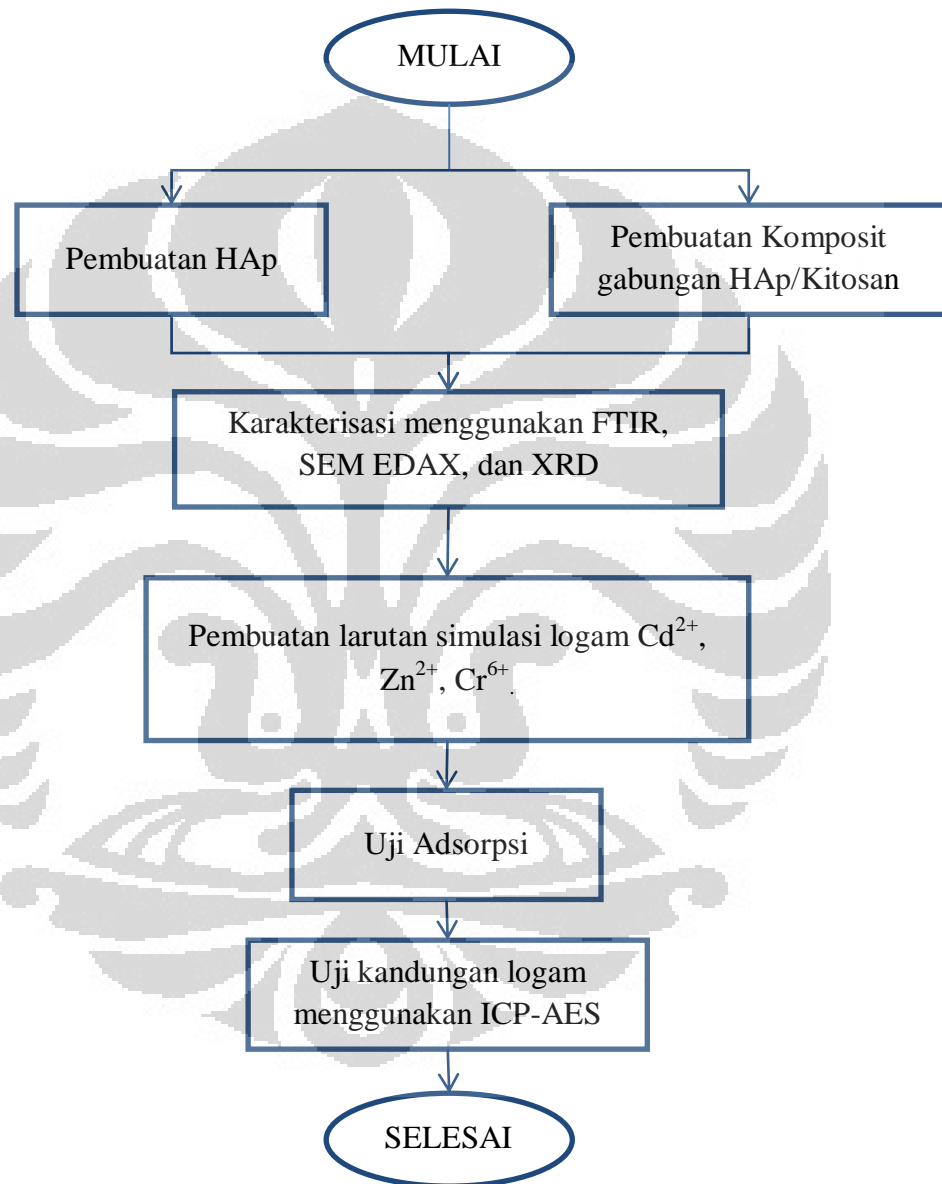 MULAI
Pembuatan HAp
Pembuatan Komposit
gabungan HAp/Kitosan
Karakterisasi menggunakan FTIR,
SEM EDAX, dan XRD
Pembuatan larutan simulasi logam Cd²⁺,
Zn²⁺, Cr⁶⁺.
Uji Adsorpsi
Uji kandungan logam
menggunakan ICP-AES
SELESAI